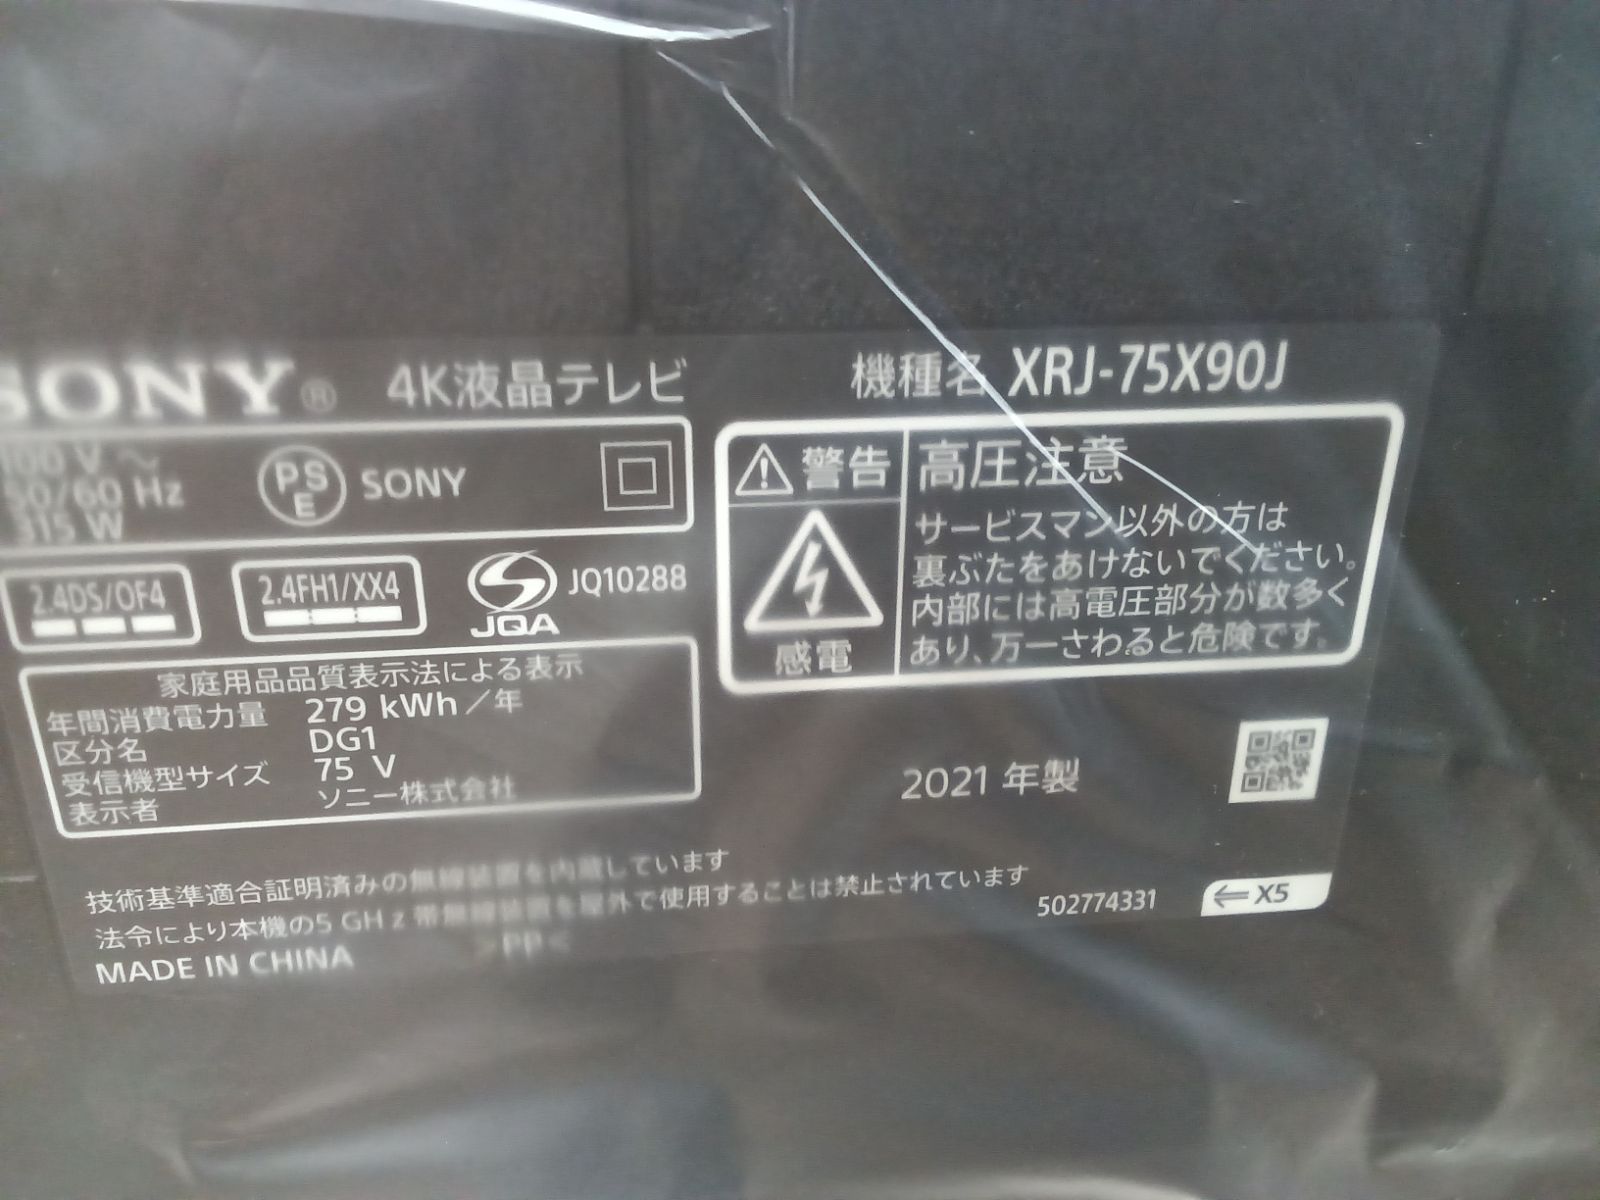 SONY® 4K液晶テレビ
機種名 XRJ-75X90J
100 V ～
50/60 Hz
315 W
PSE SONY
2.4DS/OF4
2.4FH1/XX4
JQA JQ10288
家庭用品品質表示法による表示
年間消費電力量 279 kWh／年
区分名 DG1
受信機型サイズ 75 V
表示者 ソニー株式会社
警告
感電
高圧注意
サービスマン以外の方は
裏ぶたをあけないでください。
内部には高電圧部分が数多く
あり、万一さわると危険です。
2021 年製
技術基準適合証明済みの無線装置を内蔵しています
法令により本機の5 GHz 帯無線装置を屋外で使用することは禁止されています
MADE IN CHINA
>PP<
502774331
⇐ X5